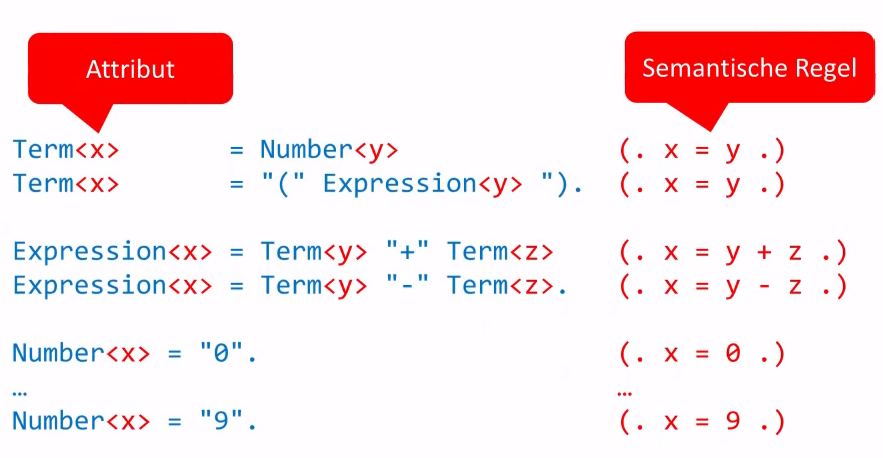 Attribut
Semantische Regel
Term<x> = Number<y> (. x = y .)
Term<x> = "(" Expression<y> "). (. x = y .)
Expression<x> = Term<y> "+" Term<z> (. x = y + z .)
Expression<x> = Term<y> "-" Term<z>. (. x = y - z .)
Number<x> = "0". (. x = 0 .)
… …
Number<x> = "9". (. x = 9 .)